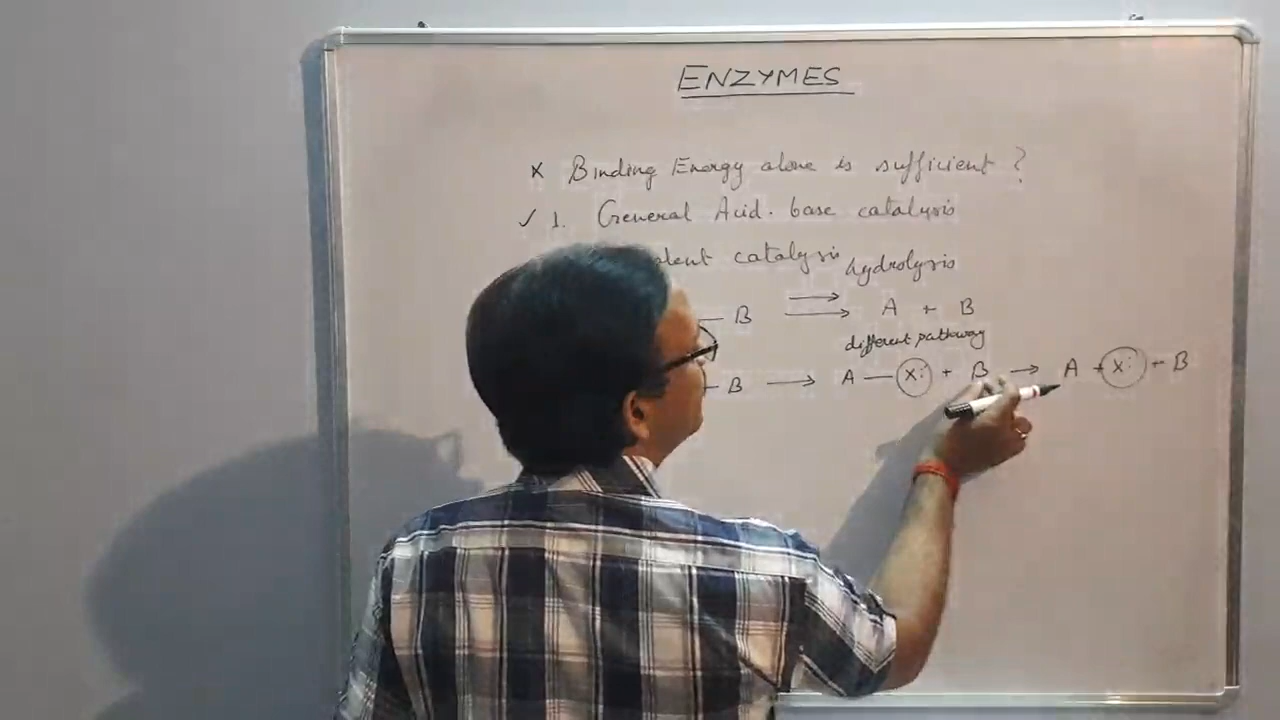 ENZYMES
x Binding Energy alone is sufficient ?
✓ 1. General Acid. base catalysis
catalysis
hydrolysis
— B ⇉ A + B
different pathway
— B → A — X: + B → A + X: + B